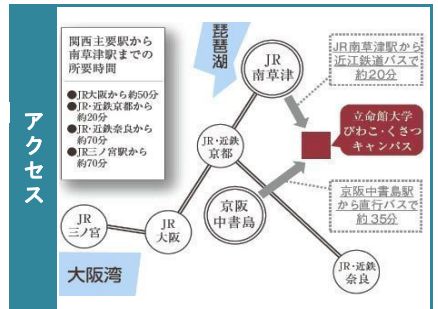 アクセス
関西主要駅から
南草津駅までの
所要時間
●JR大阪から約50分
●JR・近鉄京都から
約20分
●JR・近鉄奈良から
約70分
●JR三ノ宮駅から
約70分
琵琶湖
JR
南草津
JR南草津駅から
近江鉄道バスで
約20分
立命館大学
びわこ・くさつ
キャンパス
JR・近鉄
京都
京阪
中書島
京阪中書島駅
から直行バスで
約35分
JR
三ノ宮
JR
大阪
大阪湾
JR・近鉄
奈良